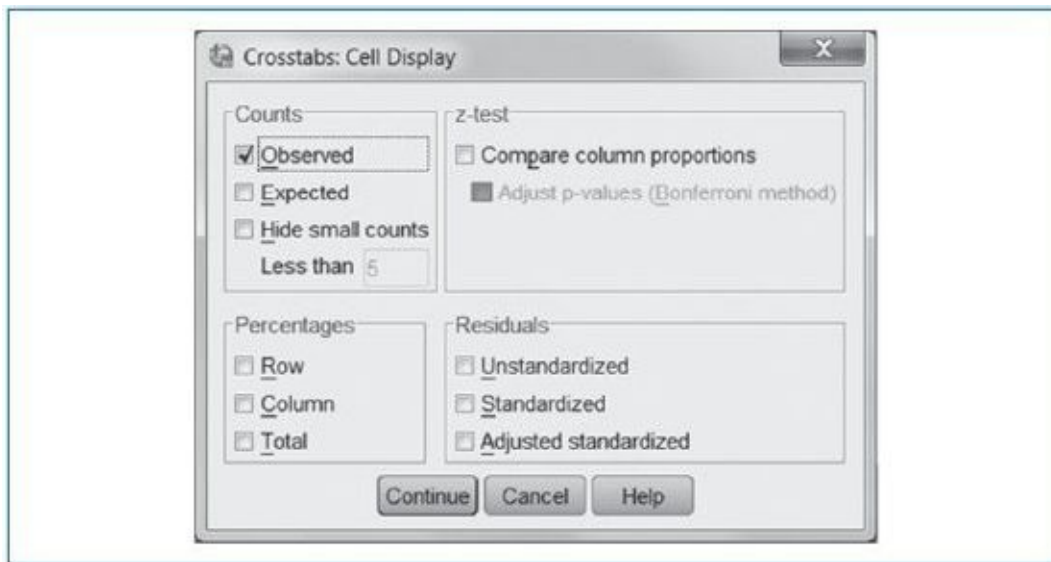 Crosstabs: Cell Display
X
Counts
Observed
Expected
Hide small counts
Less than 5
z-test
Compare column proportions
Adjust p-values (Bonferroni method)
Percentages
Row
Column
Total
Residuals
Unstandardized
Standardized
Adjusted standardized
Continue Cancel Help